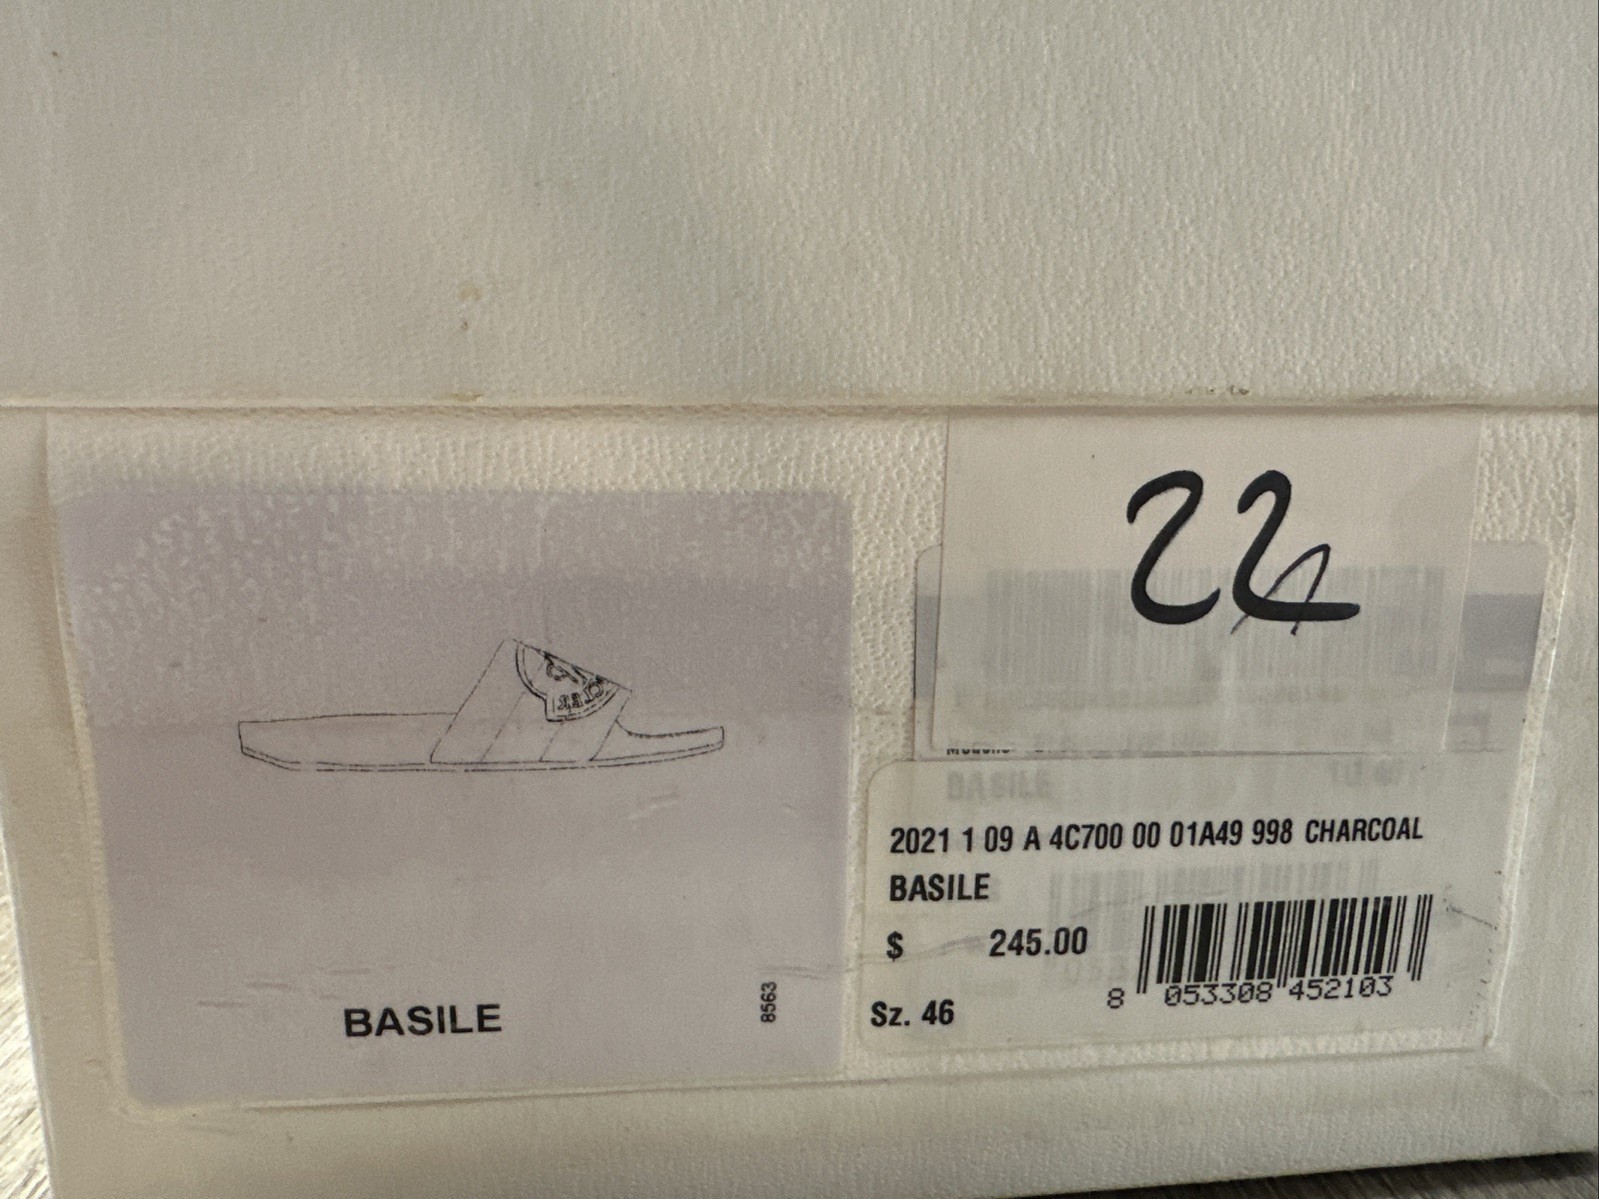 22
BASILE
2021 1 09 A 4C700 00 01A49 998 CHARCOAL
BASILE
$ 245.00
8 053308 452103
Sz. 46
BASILE
8563